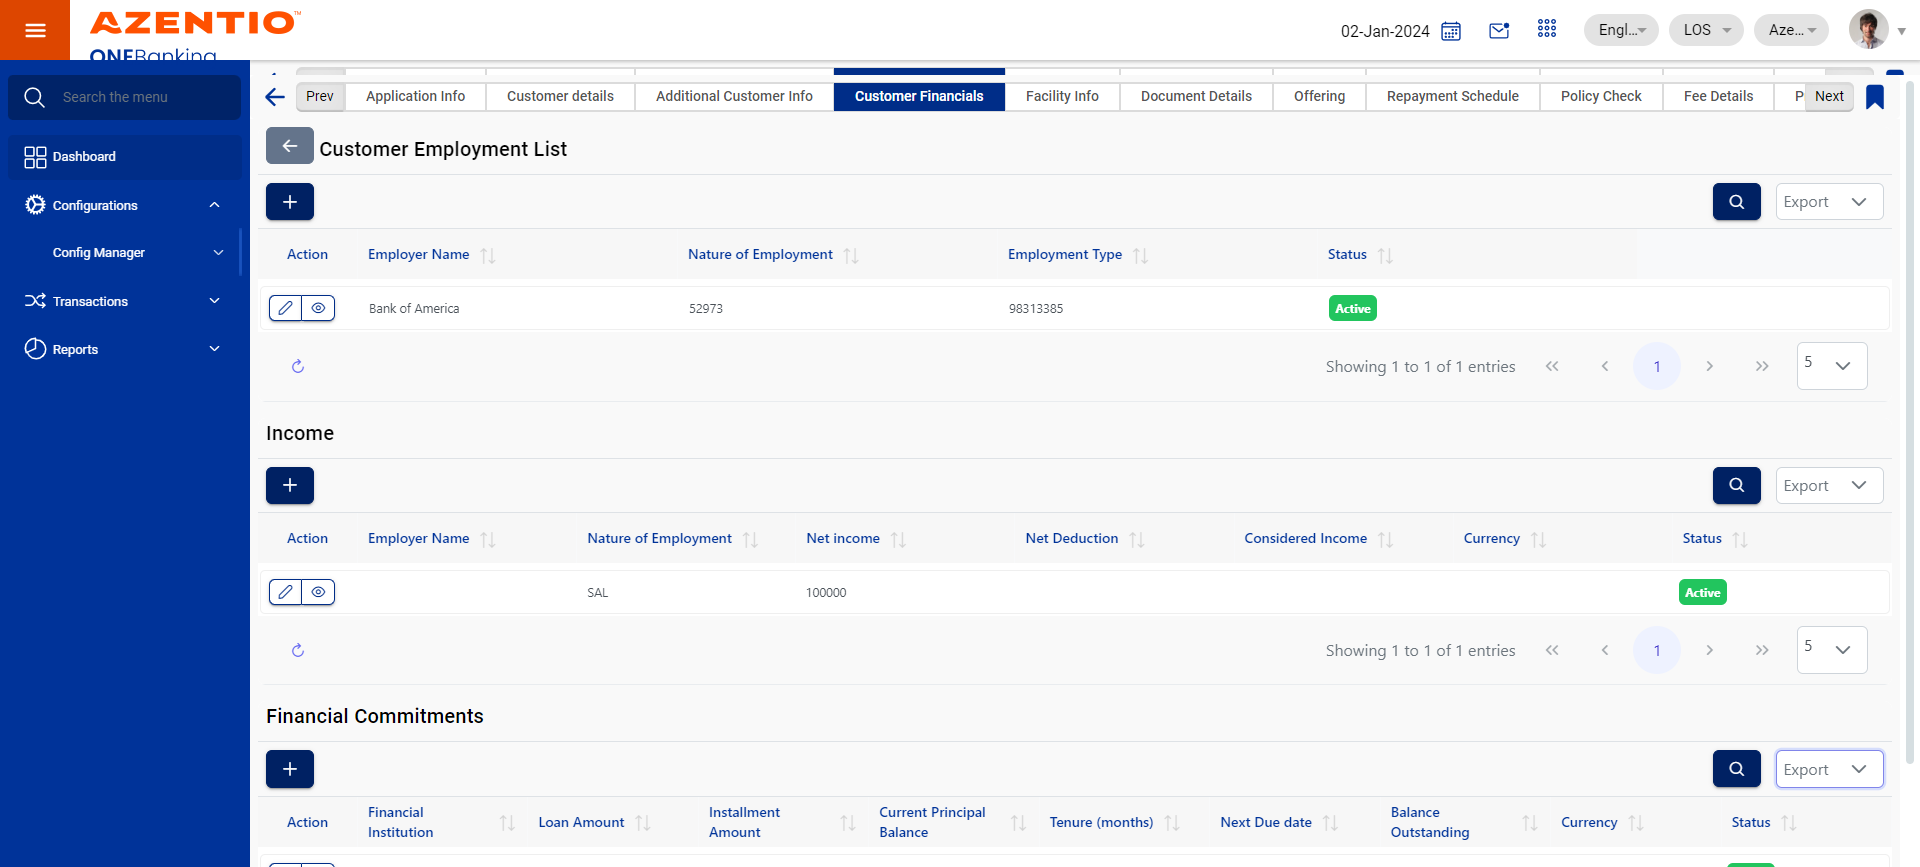 AZENTIO™
ONEBanking
02-Jan-2024
Engl...
LOS
Aze...
Search the menu
Dashboard
Configurations
Config Manager
Transactions
Reports
Prev
Application Info
Customer details
Additional Customer Info
Customer Financials
Facility Info
Document Details
Offering
Repayment Schedule
Policy Check
Fee Details
P
Next
Customer Employment List
Export
Action
Employer Name
Nature of Employment
Employment Type
Status
Bank of America
52973
98313385
Active
Showing 1 to 1 of 1 entries
1
5
Income
Export
Action
Employer Name
Nature of Employment
Net income
Net Deduction
Considered Income
Currency
Status
SAL
100000
Active
Showing 1 to 1 of 1 entries
1
5
Financial Commitments
Export
Action
Financial
Institution
Loan Amount
Installment
Amount
Current Principal
Balance
Tenure (months)
Next Due date
Balance
Outstanding
Currency
Status